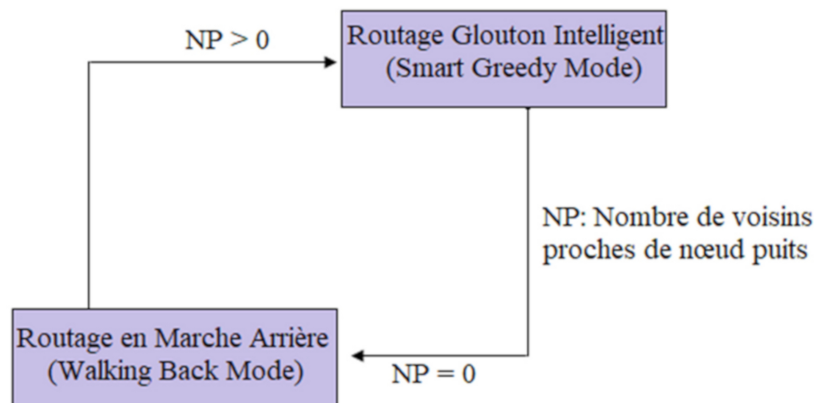 NP > 0
Routage Glouton Intelligent
(Smart Greedy Mode)
NP: Nombre de voisins
proches de nœud puits
Routage en Marche Arrière
(Walking Back Mode)
NP = 0